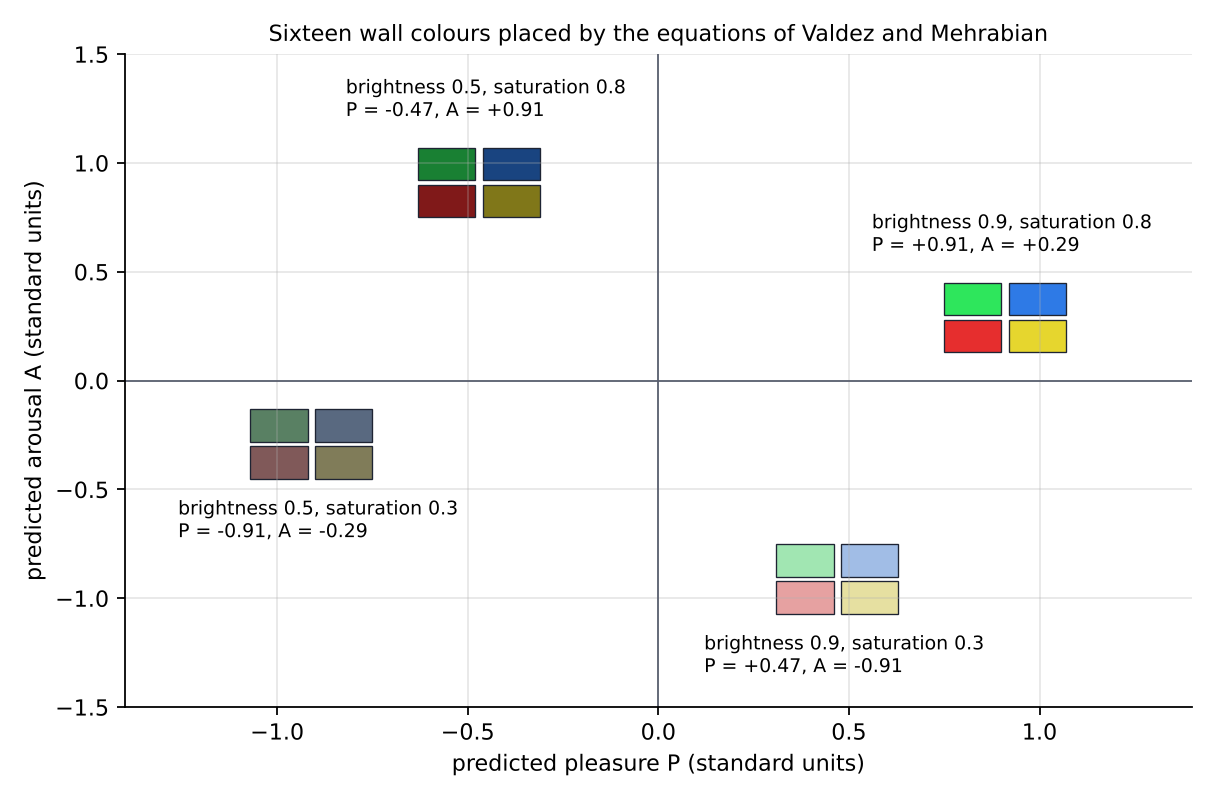 Sixteen wall colours placed by the equations of Valdez and Mehrabian
predicted arousal A (standard units)
1.5
1.0
0.5
0.0
−0.5
−1.0
−1.5
brightness 0.5, saturation 0.8
P = -0.47, A = +0.91
brightness 0.9, saturation 0.8
P = +0.91, A = +0.29
brightness 0.5, saturation 0.3
P = -0.91, A = -0.29
brightness 0.9, saturation 0.3
P = +0.47, A = -0.91
−1.0
−0.5
0.0
0.5
1.0
predicted pleasure P (standard units)